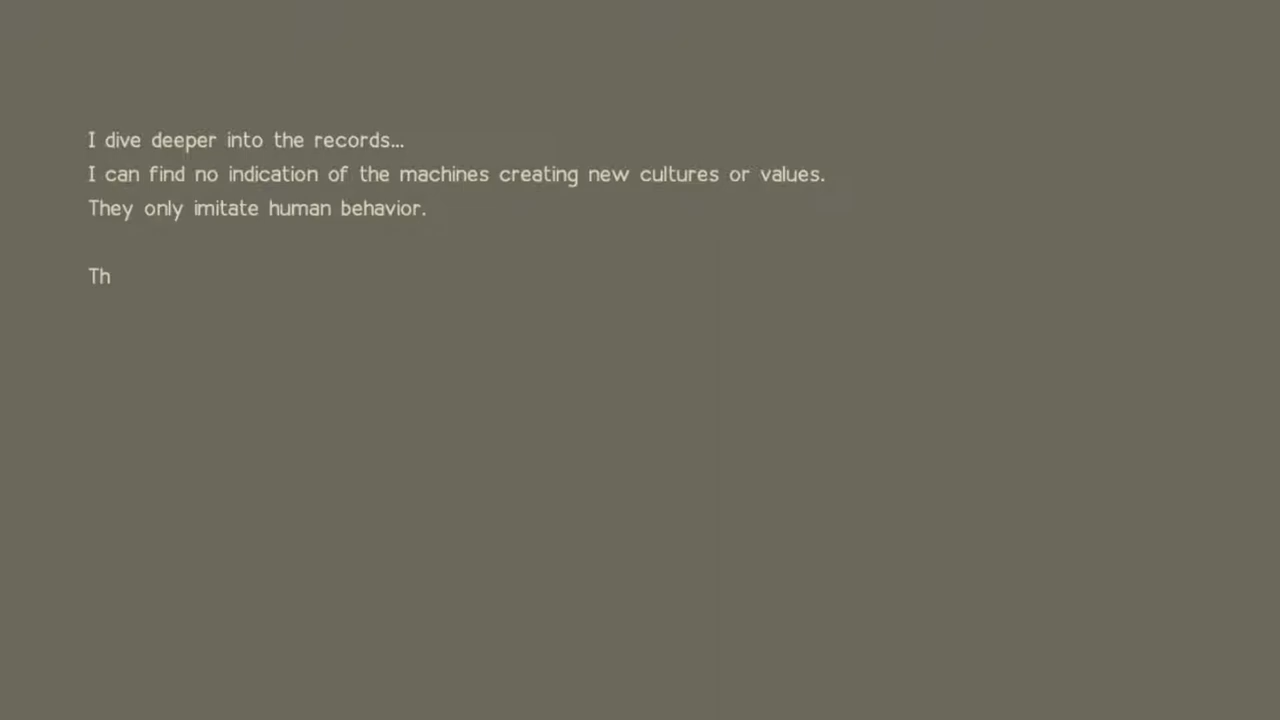 I dive deeper into the records...
I can find no indication of the machines creating new cultures or values.
They only imitate human behavior.
Th